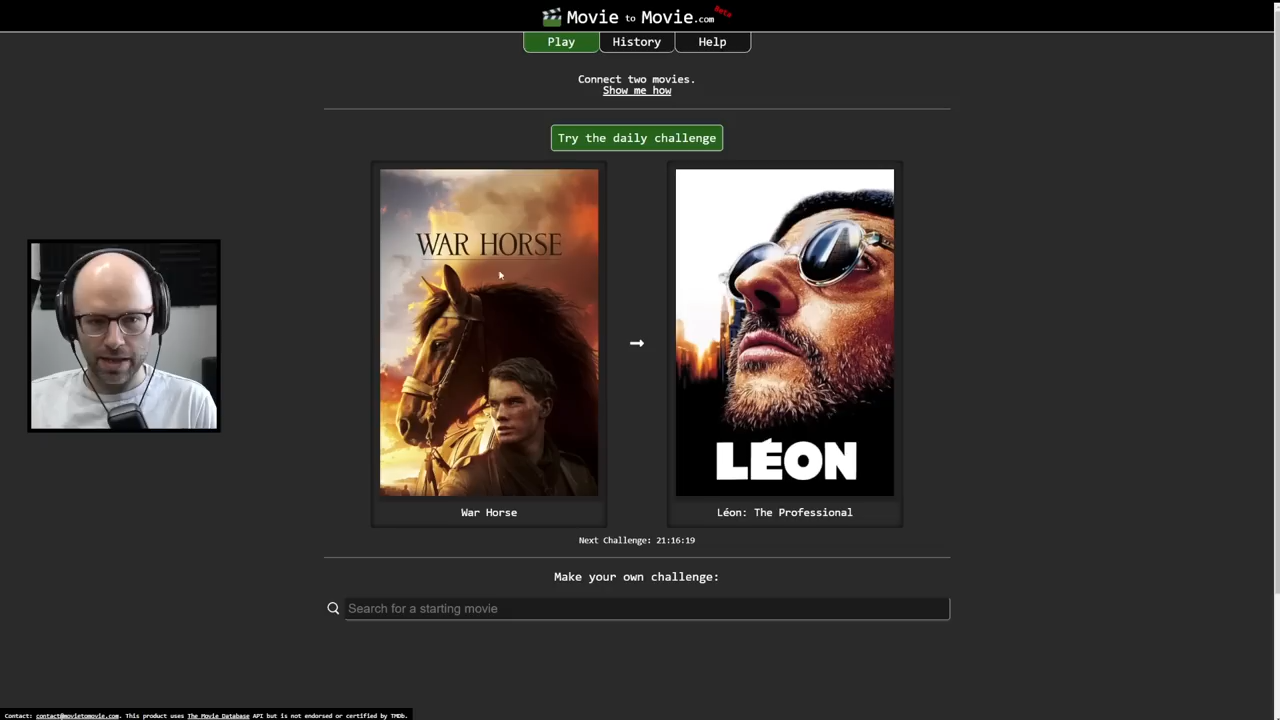 Movie to Movie.com Beta
Play History Help
Connect two movies.
Show me how
Try the daily challenge
WAR HORSE
LÉON
→
War Horse
Léon: The Professional
Next Challenge: 21:16:19
Make your own challenge:
Search for a starting movie
Contact: contact@movietomovie.com. This product uses The Movie Database API but is not endorsed or certified by TMDb.